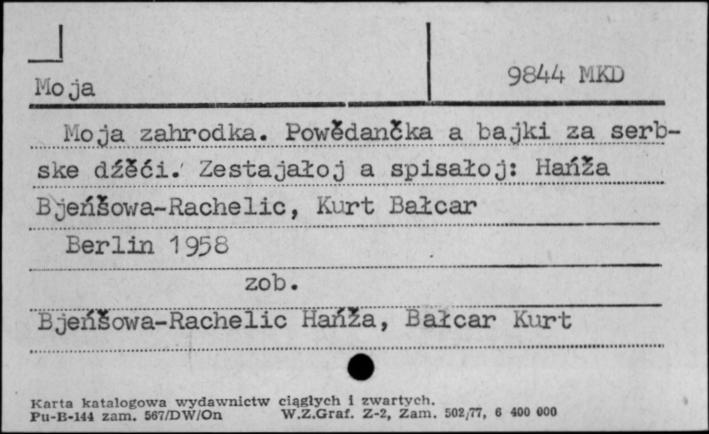 Moja
9844 MKD
Moja zahrodka. Powědančka a bajki za serb-
ske dźěći. Zestajałoj a spisałoj: Hańža
Bjeńšowa-Rachelic, Kurt Bałcar
Berlin 1958
zob.
Bjeńšowa-Rachelic Hańža, Bałcar Kurt
Karta katalogowa wydawnictw ciągłych i zwartych.
Pu-B-144 zam. 567/DW/On W.Z.Graf. Z-2, Zam. 502/77, 6 400 000